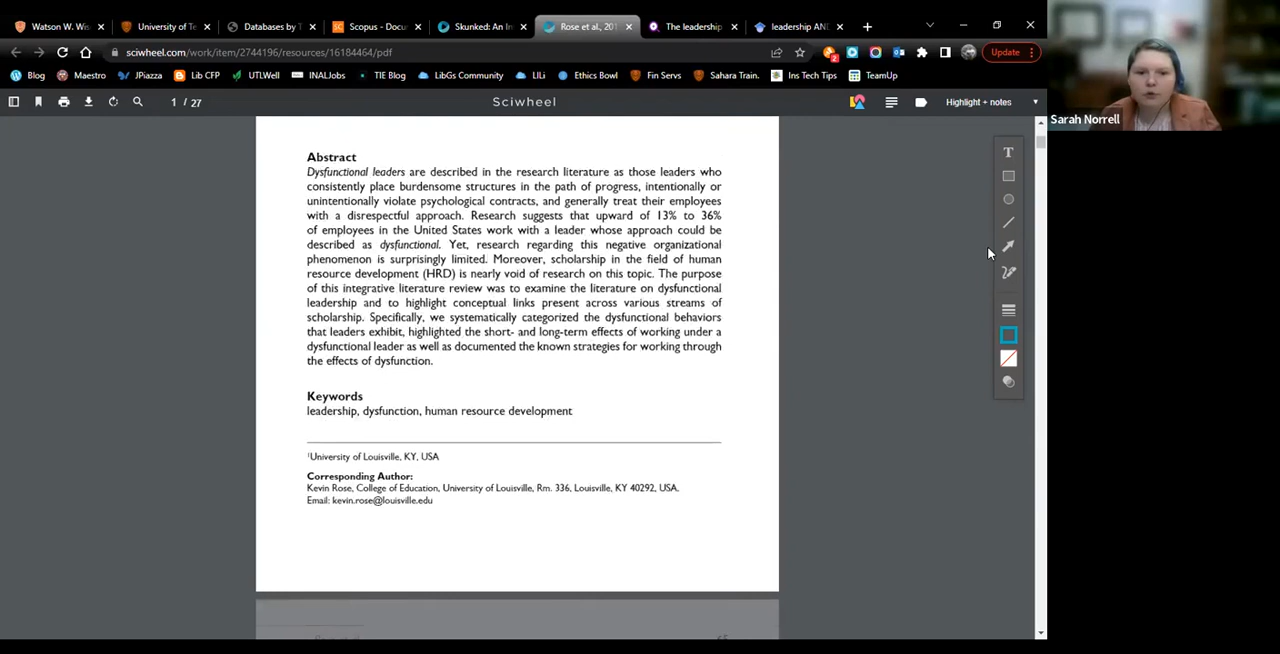 Watson W. Wi
University of Te
Databases by T
Scopus - Docu
Skunked: An In
Rose et al., 201
The leadership
leadership AND
sciwheel.com/work/item/2744196/resources/16184464/pdf
2
Update
Blog
Maestro
JPiazza
Lib CFP
UTLWell
INALJobs
TIE Blog
LibGs Community
LILi
Ethics Bowl
Fin Servs
Sahara Train.
Ins Tech Tips
TeamUp
1 / 27
Sciwheel
Highlight + notes
Sarah Norrell
T
Abstract
Dysfunctional leaders are described in the research literature as those leaders who
consistently place burdensome structures in the path of progress, intentionally or
unintentionally violate psychological contracts, and generally treat their employees
with a disrespectful approach. Research suggests that upward of 13% to 36%
of employees in the United States work with a leader whose approach could be
described as dysfunctional. Yet, research regarding this negative organizational
phenomenon is surprisingly limited. Moreover, scholarship in the field of human
resource development (HRD) is nearly void of research on this topic. The purpose
of this integrative literature review was to examine the literature on dysfunctional
leadership and to highlight conceptual links present across various streams of
scholarship. Specifically, we systematically categorized the dysfunctional behaviors
that leaders exhibit, highlighted the short- and long-term effects of working under a
dysfunctional leader as well as documented the known strategies for working through
the effects of dysfunction.
Keywords
leadership, dysfunction, human resource development
1University of Louisville, KY, USA
Corresponding Author:
Kevin Rose, College of Education, University of Louisville, Rm. 336, Louisville, KY 40292, USA.
Email: kevin.rose@louisville.edu